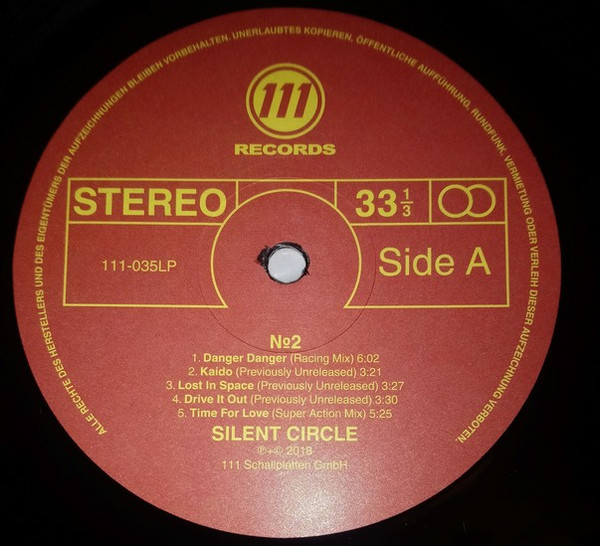 ALLE RECHTE DES HERSTELLERS UND DES EIGENTÜMERS DER AUFZEICHNUNGEN BLEIBEN VORBEHALTEN. UNERLAUBTES KOPIEREN, ÖFFENTLICHE AUFFÜHRUNG, RUNDFUNK, VERMIETUNG ODER VERLEIH DIESER AUFZEICHNUNG VERBOTEN.
111
RECORDS
STEREO
33 1/3
111-035LP
Side A
№2
1. Danger Danger (Racing Mix) 6:02
2. Kaido (Previously Unreleased) 3:21
3. Lost In Space (Previously Unreleased) 3:27
4. Drive It Out (Previously Unreleased) 3:30
5. Time For Love (Super Action Mix) 5:25
SILENT CIRCLE
℗+© 2018
111 Schallplatten GmbH